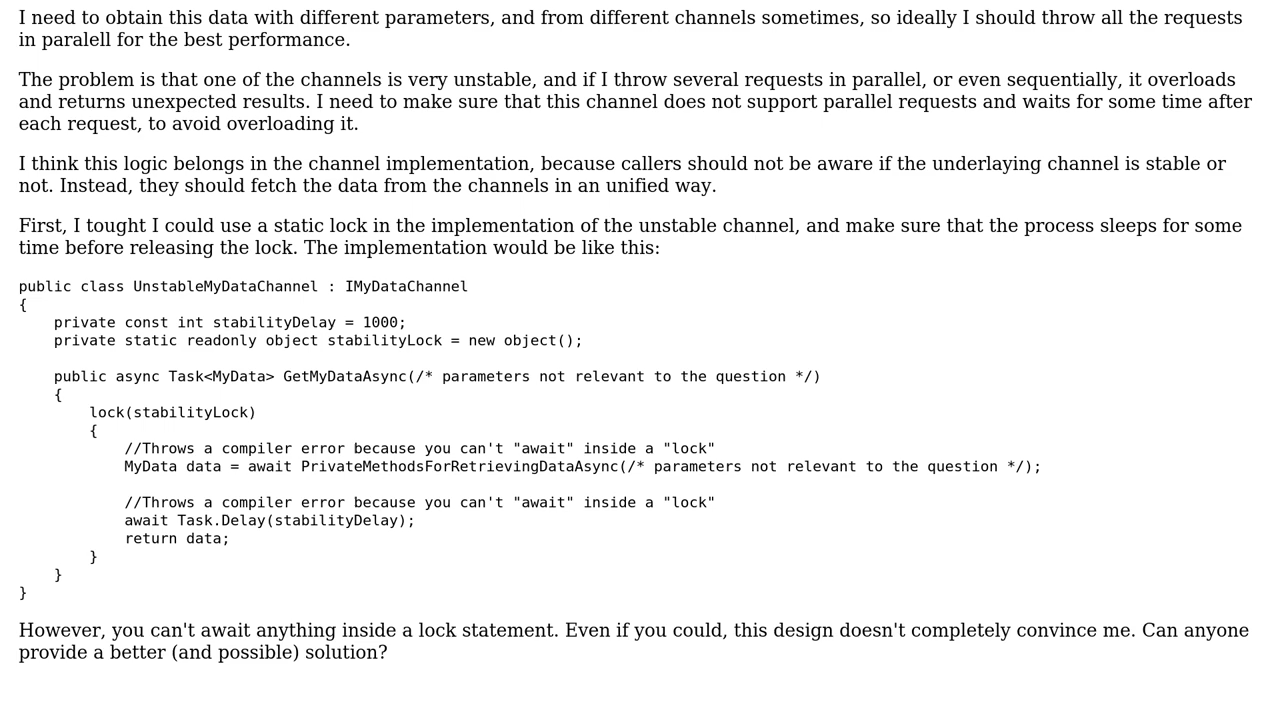 I need to obtain this data with different parameters, and from different channels sometimes, so ideally I should throw all the requests
in paralell for the best performance.
The problem is that one of the channels is very unstable, and if I throw several requests in parallel, or even sequentially, it overloads
and returns unexpected results. I need to make sure that this channel does not support parallel requests and waits for some time after
each request, to avoid overloading it.
I think this logic belongs in the channel implementation, because callers should not be aware if the underlaying channel is stable or
not. Instead, they should fetch the data from the channels in an unified way.
First, I tought I could use a static lock in the implementation of the unstable channel, and make sure that the process sleeps for some
time before releasing the lock. The implementation would be like this:
public class UnstableMyDataChannel : IMyDataChannel
{
    private const int stabilityDelay = 1000;
    private static readonly object stabilityLock = new object();
    public async Task<MyData> GetMyDataAsync(/* parameters not relevant to the question */)
    {
        lock(stabilityLock)
        {
            //Throws a compiler error because you can't "await" inside a "lock"
            MyData data = await PrivateMethodsForRetrievingDataAsync(/* parameters not relevant to the question */);
            //Throws a compiler error because you can't "await" inside a "lock"
            await Task.Delay(stabilityDelay);
            return data;
        }
    }
}
However, you can't await anything inside a lock statement. Even if you could, this design doesn't completely convince me. Can anyone
provide a better (and possible) solution?